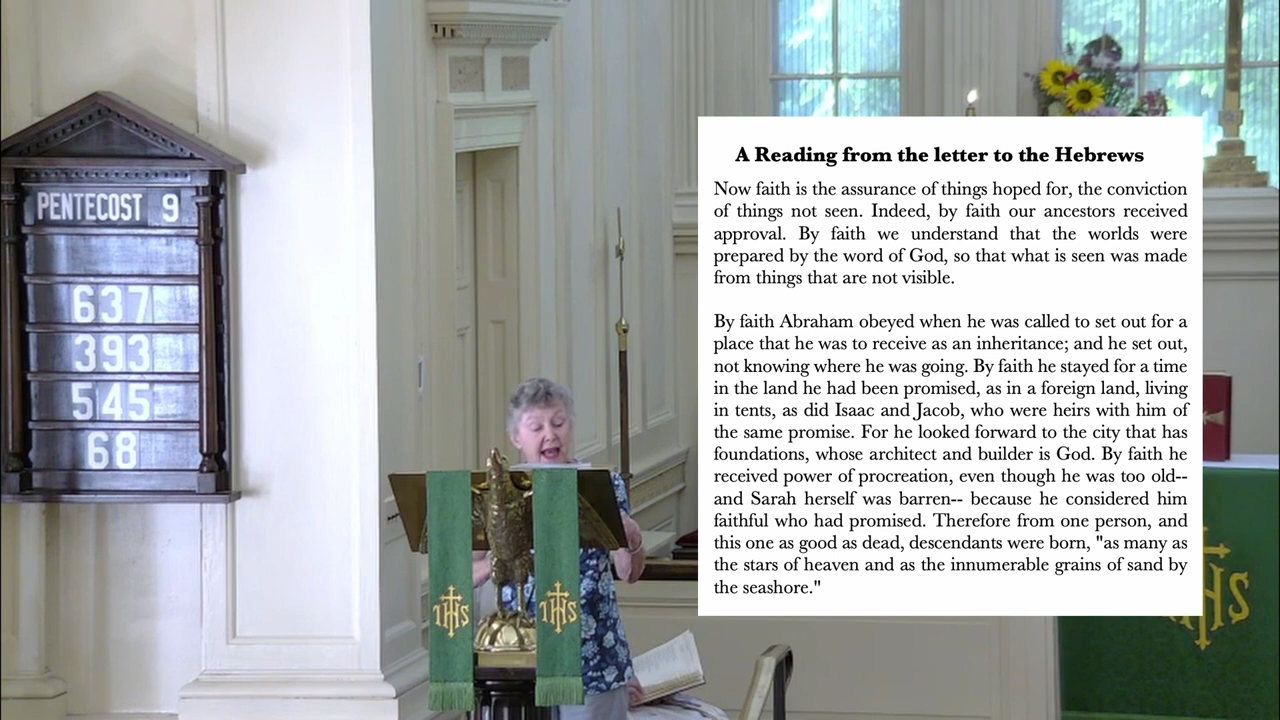 PENTECOST 9
637
393
545
68
IHS
IHS
IHS
A Reading from the letter to the Hebrews
Now faith is the assurance of things hoped for, the conviction
of things not seen. Indeed, by faith our ancestors received
approval. By faith we understand that the worlds were
prepared by the word of God, so that what is seen was made
from things that are not visible.
By faith Abraham obeyed when he was called to set out for a
place that he was to receive as an inheritance; and he set out,
not knowing where he was going. By faith he stayed for a time
in the land he had been promised, as in a foreign land, living
in tents, as did Isaac and Jacob, who were heirs with him of
the same promise. For he looked forward to the city that has
foundations, whose architect and builder is God. By faith he
received power of procreation, even though he was too old--
and Sarah herself was barren-- because he considered him
faithful who had promised. Therefore from one person, and
this one as good as dead, descendants were born, "as many as
the stars of heaven and as the innumerable grains of sand by
the seashore."